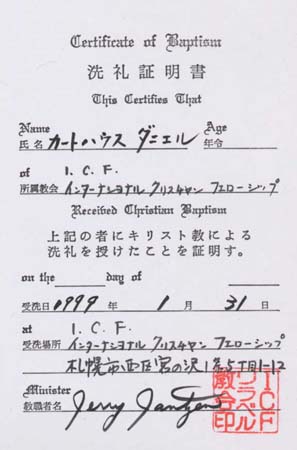 Certificate of Baptism
洗礼証明書
This Certifies That
Name Age
氏名 カートハウス ダニエル 年令
of I.C.F.
所属教会 インターナショナル クリスチャン フェローシップ
Received Christian Baptism
上記の者にキリスト教による
洗礼を授けたことを証明す。
on the day of
受洗日 1999 年 1 月 31 日
at I.C.F.
受洗場所 インターナショナル クリスチャン フェローシップ
札幌市西区宮の沢1条5丁目1-12
Minister
教職者名 Jerry Janzen
ICF
教会印